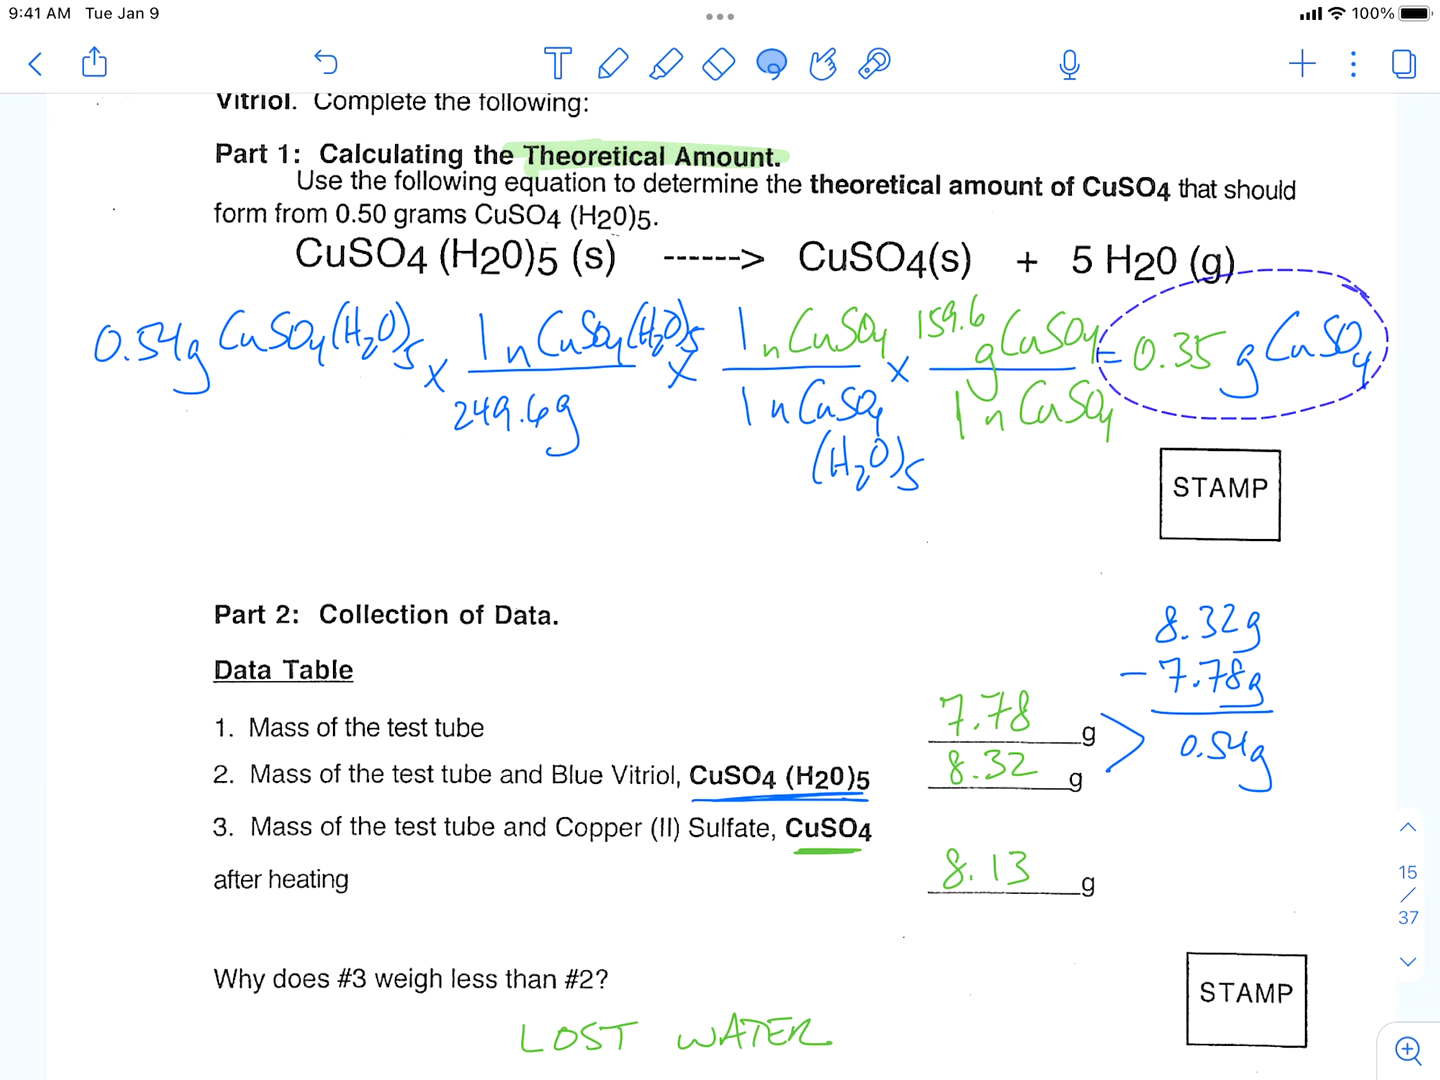 9:41 AM Tue Jan 9
100%
Vitriol. Complete the following:
Part 1: Calculating the Theoretical Amount.
Use the following equation to determine the theoretical amount of CuSO4 that should
form from 0.50 grams CuSO4 (H20)5.
CuSO4 (H20)5 (s) ------> CuSO4(s) + 5 H20 (g)
0.54g CuSO4(H2O)5 x 1n CuSO4(H2O)5 / 249.6g x 1n CuSO4 / 1n CuSO4 (H2O)5 x 159.6 g CuSO4 / 1n CuSO4 = 0.35 g CuSO4
STAMP
Part 2: Collection of Data.
8.32g
- 7.78g
0.54g
Data Table
1. Mass of the test tube 7.78 g
2. Mass of the test tube and Blue Vitriol, CuSO4 (H20)5 8.32 g
3. Mass of the test tube and Copper (II) Sulfate, CuSO4
after heating 8.13 g
15
/
37
Why does #3 weigh less than #2?
STAMP
LOST WATER